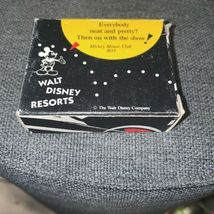 Everybody
neat and pretty?
Then on with the show
Mickey Mouse Club
WALT
DISNEY
RESORTS
© The Walt Disney Company